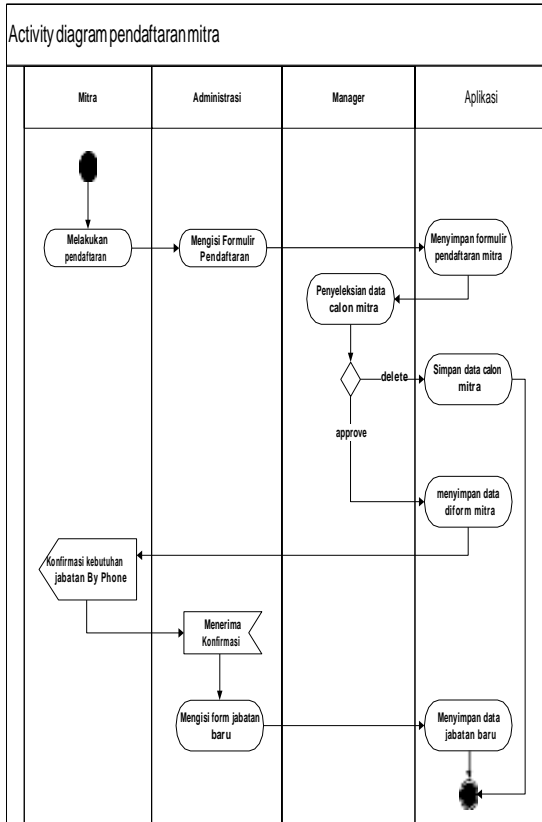 Activity diagram pendaftaran mitra
Mitra
Administrasi
Manager
Aplikasi
Melakukan
pendaftaran
Mengisi Formulir
Pendaftaran
Menyimpan formulir
pendaftaran mitra
Penyeleksian data
calon mitra
delete
Simpan data calon
mitra
approve
menyimpan data
diform mitra
Konfirmasi kebutuhan
jabatan By Phone
Menerima
Konfirmasi
Mengisi form jabatan
baru
Menyimpan data
jabatan baru